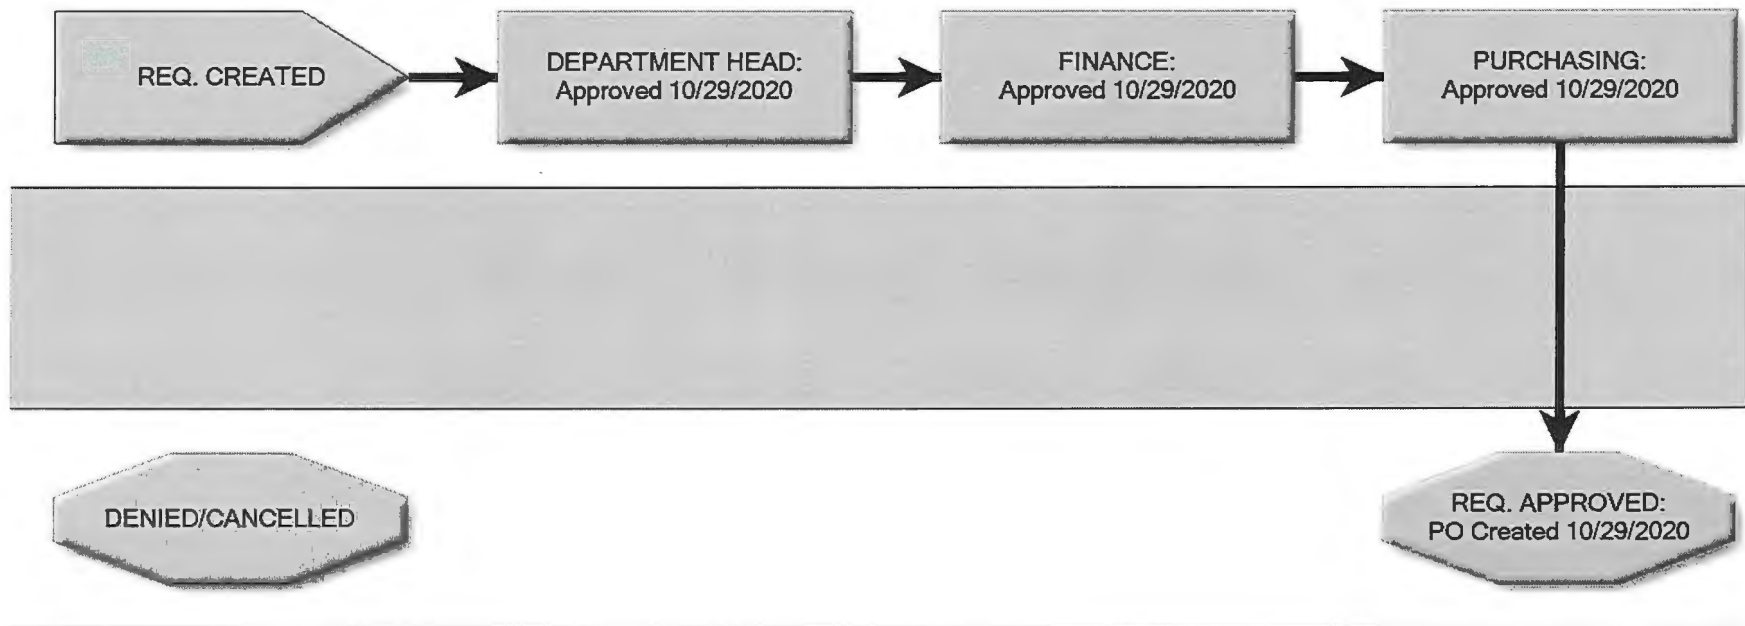 REQ. CREATED
DEPARTMENT HEAD:
Approved 10/29/2020
FINANCE:
Approved 10/29/2020
PURCHASING:
Approved 10/29/2020
DENIED/CANCELLED
REQ. APPROVED:
PO Created 10/29/2020